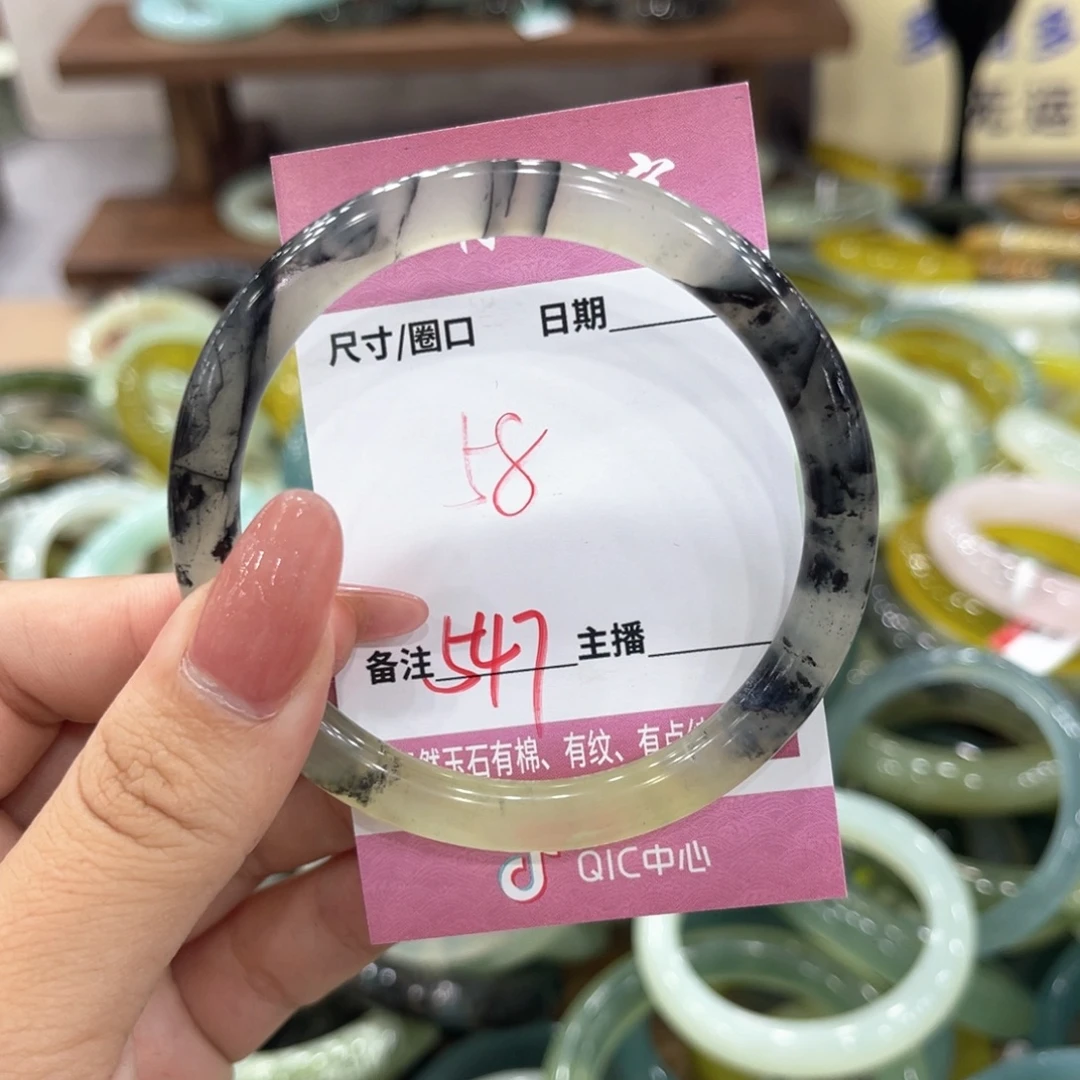 尺寸/圈口 日期
58
备注 547 主播
然玉石有棉、有纹、有点
QIC中心